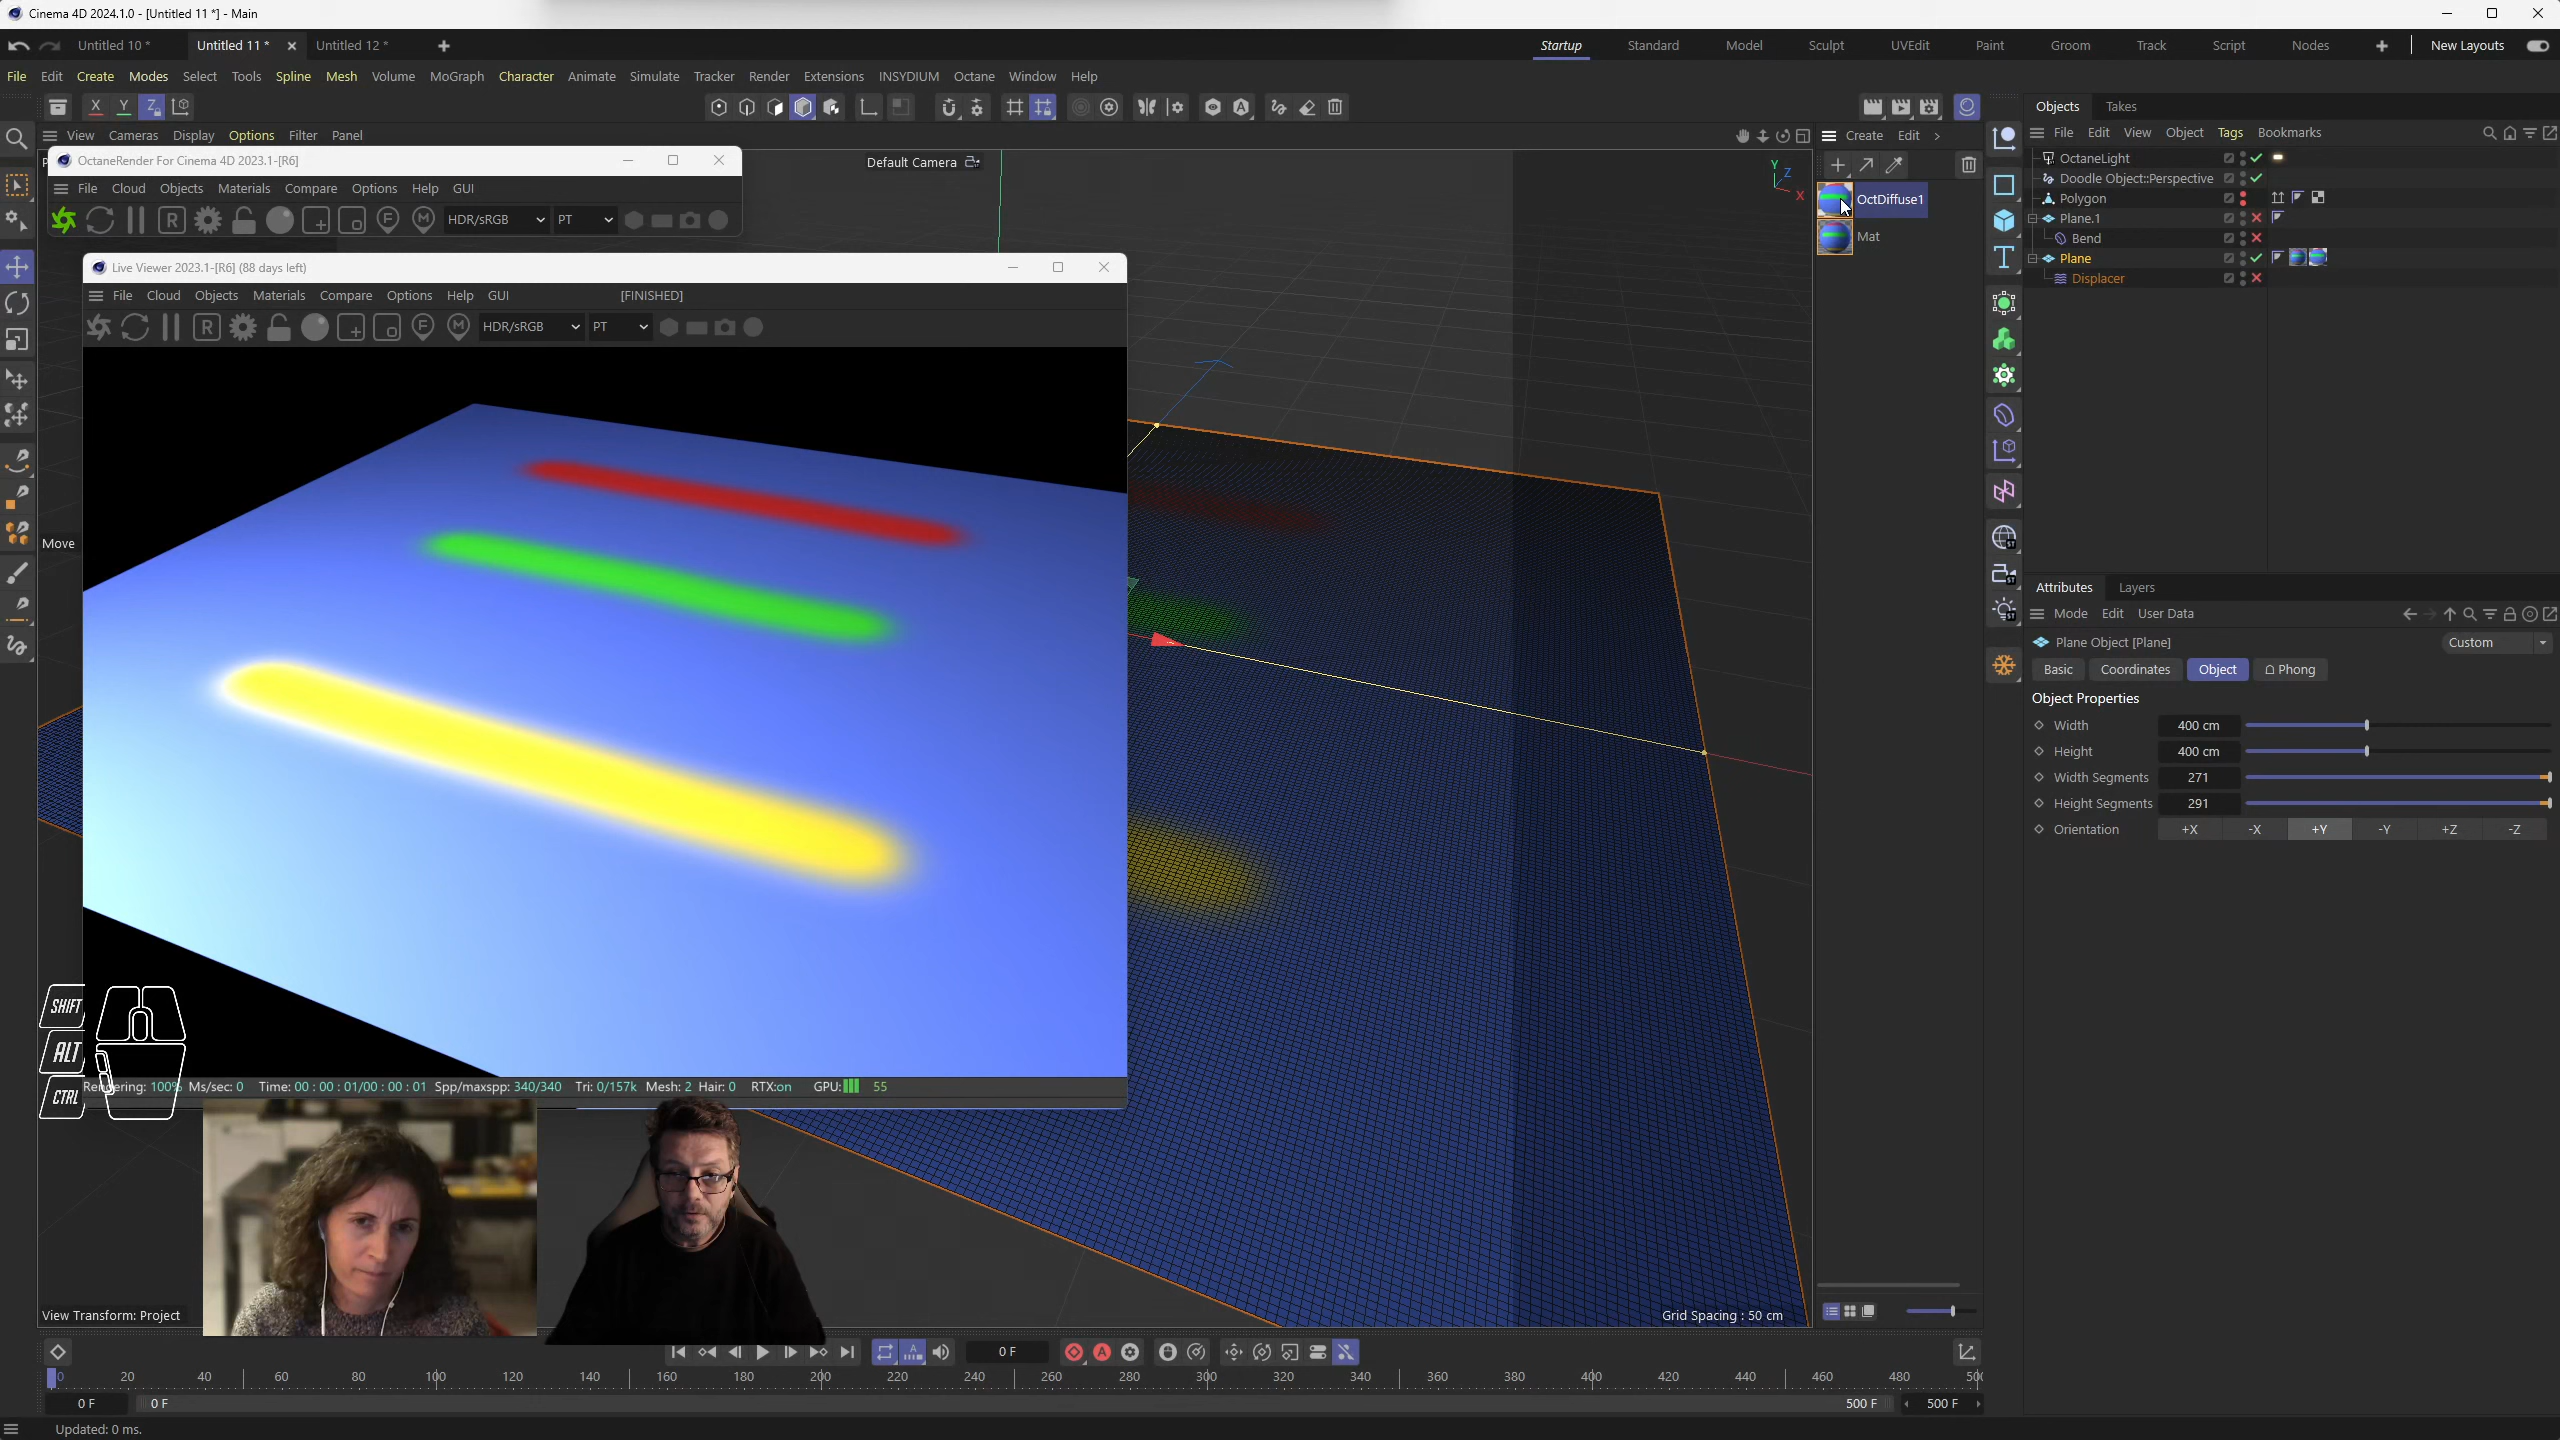 Cinema 4D 2024.1.0 - [Untitled 11 *] - Main
Untitled 10 *
Untitled 11 *
Untitled 12 *
Startup
Standard
Model
Sculpt
UVEdit
Paint
Groom
Track
Script
Nodes
New Layouts
File Edit Create Modes Select Tools Spline Mesh Volume MoGraph Character Animate Simulate Tracker Render Extensions INSYDIUM Octane Window Help
X Y Z
Objects Takes
View Cameras Display Options Filter Panel
Create Edit
File Edit View Object Tags Bookmarks
OctaneRender For Cinema 4D 2023.1-[R6]
Default Camera
Y
Z
X
File Cloud Objects Materials Compare Options Help GUI
HDR/sRGB PT
OctDiffuse1
Mat
OctaneLight
Doodle Object::Perspective
Polygon
Plane.1
Bend
Plane
Displacer
Live Viewer 2023.1-[R6] (88 days left)
File Cloud Objects Materials Compare Options Help GUI [FINISHED]
HDR/sRGB PT
Move
Attributes Layers
Mode Edit User Data
Plane Object [Plane]
Custom
Basic Coordinates Object Phong
Object Properties
Width 400 cm
Height 400 cm
Width Segments 271
Height Segments 291
Orientation +X -X +Y -Y +Z -Z
SHIFT
ALT
CTRL
Rendering: 100% Ms/sec: 0 Time: 00 : 00 : 01/00 : 00 : 01 Spp/maxspp: 340/340 Tri: 0/157k Mesh: 2 Hair: 0 RTX:on GPU: 55
View Transform: Project
Grid Spacing : 50 cm
0 F
0 20 40 60 80 100 120 140 160 180 200 220 240 260 280 300 320 340 360 380 400 420 440 460 480
0 F 0 F 500 F 500 F
Updated: 0 ms.